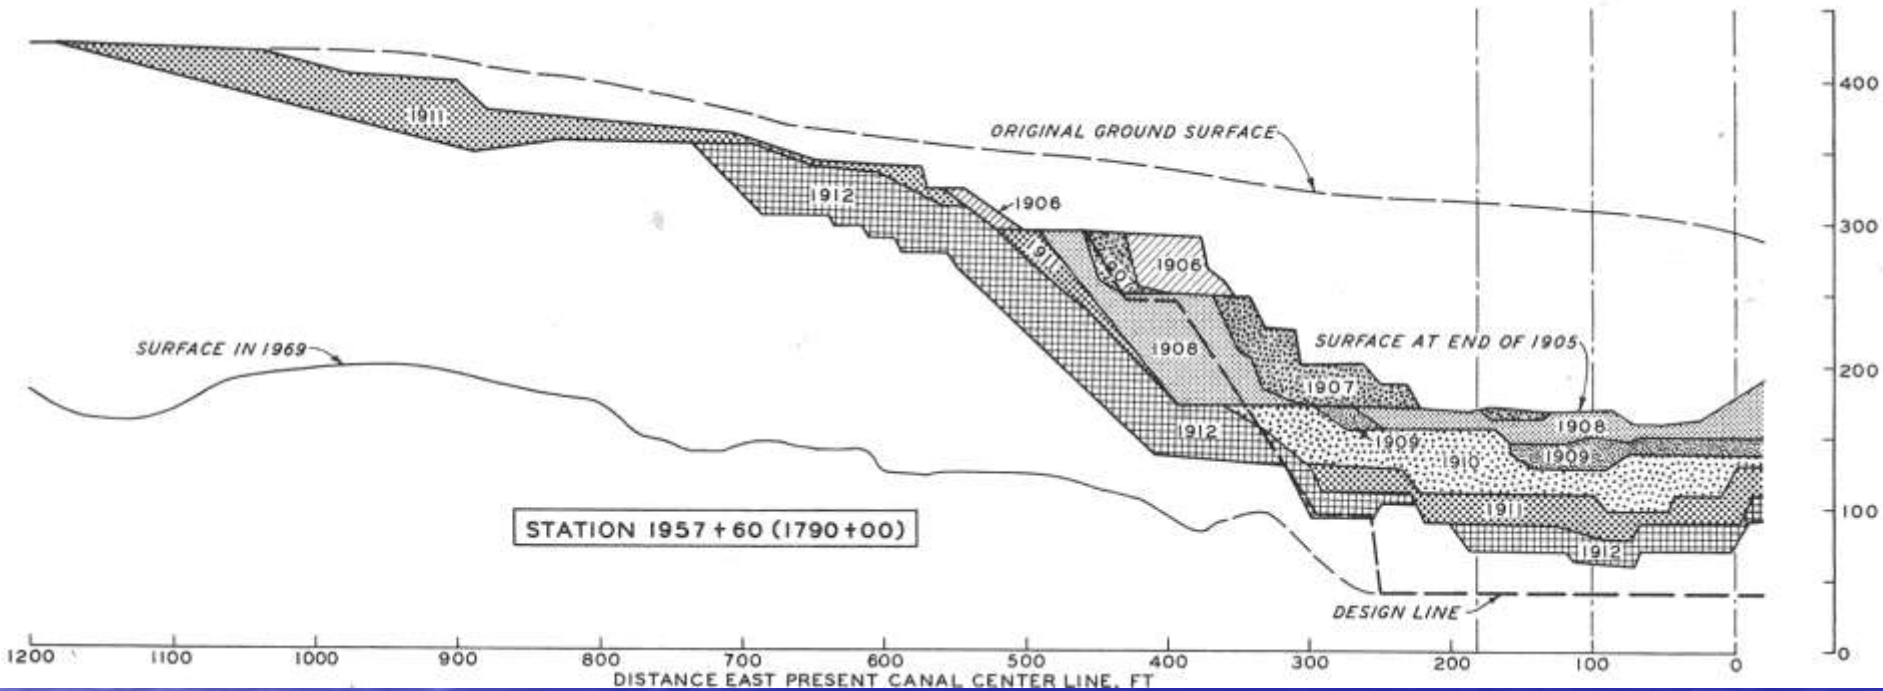 400
1911
ORIGINAL GROUND SURFACE
1912
1906
300
1911
1906
SURFACE IN 1969
1908
SURFACE AT END OF 1905
200
1907
1908
1912
1909
1910
1909
STATION 1957+60 (1790+00)
1911
100
1912
DESIGN LINE
0
1200 1100 1000 900 800 700 600 500 400 300 200 100 0
DISTANCE EAST PRESENT CANAL CENTER LINE, FT